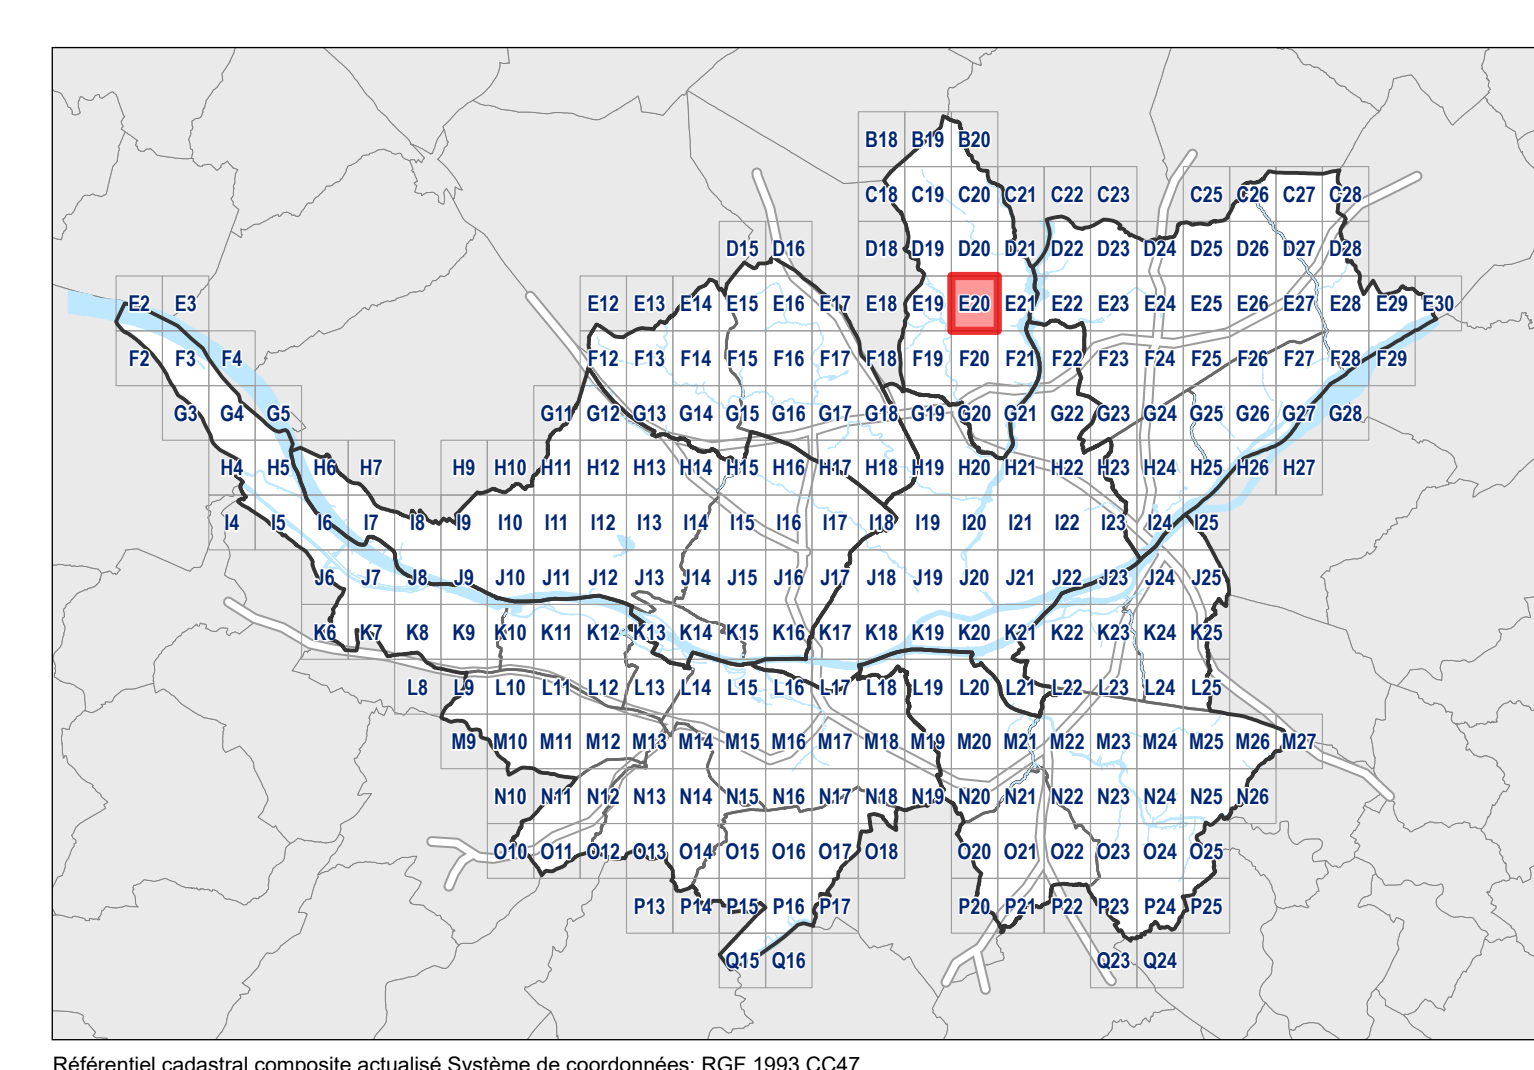 B18 B19 B20
C18 C19 C20 C21 C22 C23 C25 C26 C27 C28
D15 D16 D18 D19 D20 D21 D22 D23 D24 D25 D26 D27 D28
E2 E3 E12 E13 E14 E15 E16 E17 E18 E19 E20 E21 E22 E23 E24 E25 E26 E27 E28 E29 E30
F2 F3 F4 F12 F13 F14 F15 F16 F17 F18 F19 F20 F21 F22 F23 F24 F25 F26 F27 F28 F29
G3 G4 G5 G11 G12 G13 G14 G15 G16 G17 G18 G19 G20 G21 G22 G23 G24 G25 G26 G27 G28
H4 H5 H6 H7 H9 H10 H11 H12 H13 H14 H15 H16 H17 H18 H19 H20 H21 H22 H23 H24 H25 H26 H27
I4 I5 I6 I7 I8 I9 I10 I11 I12 I13 I14 I15 I16 I17 I18 I19 I20 I21 I22 I23 I24 I25
J6 J7 J8 J9 J10 J11 J12 J13 J14 J15 J16 J17 J18 J19 J20 J21 J22 J23 J24 J25
K6 K7 K8 K9 K10 K11 K12 K13 K14 K15 K16 K17 K18 K19 K20 K21 K22 K23 K24 K25
L8 L9 L10 L11 L12 L13 L14 L15 L16 L17 L18 L19 L20 L21 L22 L23 L24 L25
M9 M10 M11 M12 M13 M14 M15 M16 M17 M18 M19 M20 M21 M22 M23 M24 M25 M26 M27
N10 N11 N12 N13 N14 N15 N16 N17 N18 N19 N20 N21 N22 N23 N24 N25 N26
O10 O11 O12 O13 O14 O15 O16 O17 O18 O20 O21 O22 O23 O24 O25
P13 P14 P15 P16 P17 P20 P21 P22 P23 P24 P25
Q15 Q16 Q23 Q24
Référentiel cadastral composite actualisé Système de coordonnées: RGF 1993 CC47